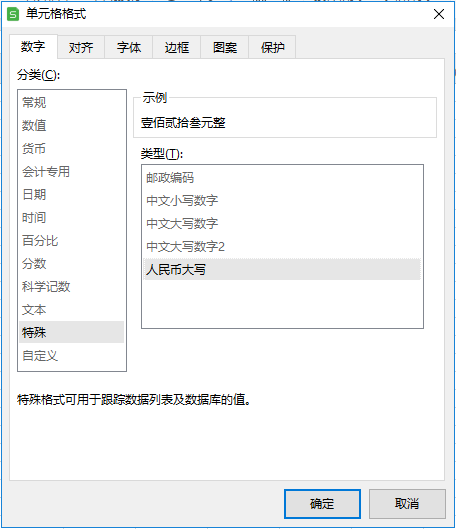 单元格格式
数字 对齐 字体 边框 图案 保护
分类(C):
常规
数值
货币
会计专用
日期
时间
百分比
分数
科学记数
文本
特殊
自定义
示例
壹佰贰拾叁元整
类型(T):
邮政编码
中文小写数字
中文大写数字
中文大写数字2
人民币大写
特殊格式可用于跟踪数据列表及数据库的值。
确定 取消